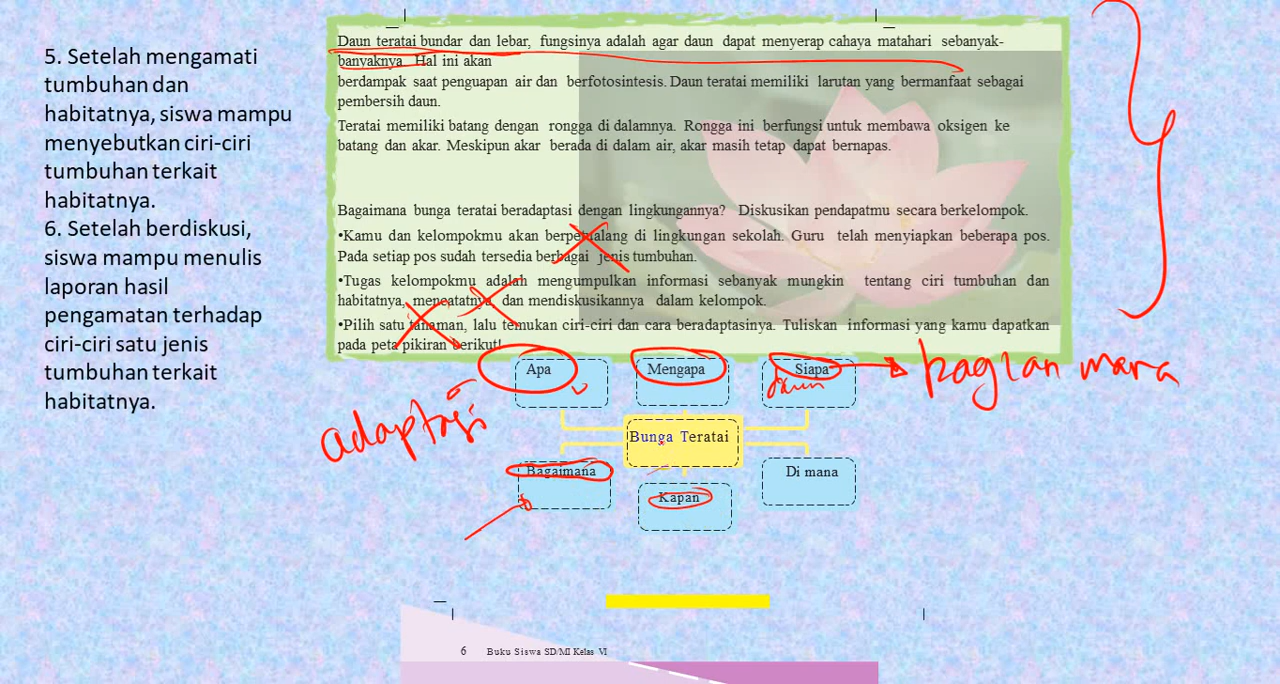 5. Setelah mengamati
tumbuhan dan
habitatnya, siswa mampu
menyebutkan ciri-ciri
tumbuhan terkait
habitatnya.
6. Setelah berdiskusi,
siswa mampu menulis
laporan hasil
pengamatan terhadap
ciri-ciri satu jenis
tumbuhan terkait
habitatnya.
Daun teratai bundar dan lebar, fungsinya adalah agar daun dapat menyerap cahaya matahari sebanyak-
banyaknya. Hal ini akan
berdampak saat penguapan air dan berfotosintesis. Daun teratai memiliki larutan yang bermanfaat sebagai
pembersih daun.
Teratai memiliki batang dengan rongga di dalamnya. Rongga ini berfungsi untuk membawa oksigen ke
batang dan akar. Meskipun akar berada di dalam air, akar masih tetap dapat bernapas.
Bagaimana bunga teratai beradaptasi dengan lingkungannya? Diskusikan pendapatmu secara berkelompok.
•Kamu dan kelompokmu akan berpetualang di lingkungan sekolah. Guru telah menyiapkan beberapa pos.
Pada setiap pos sudah tersedia berbagai jenis tumbuhan.
•Tugas kelompokmu adalah mengumpulkan informasi sebanyak mungkin tentang ciri tumbuhan dan
habitatnya, mencatatnya, dan mendiskusikannya dalam kelompok.
•Pilih satu tanaman, lalu temukan ciri-ciri dan cara beradaptasinya. Tuliskan informasi yang kamu dapatkan
pada peta pikiran berikut!
Apa
Mengapa
Siapa
bagian mana
daun
adaptasi
Bunga Teratai
Bagaimana
Kapan
Di mana
6 Buku Siswa SD/MI Kelas VI